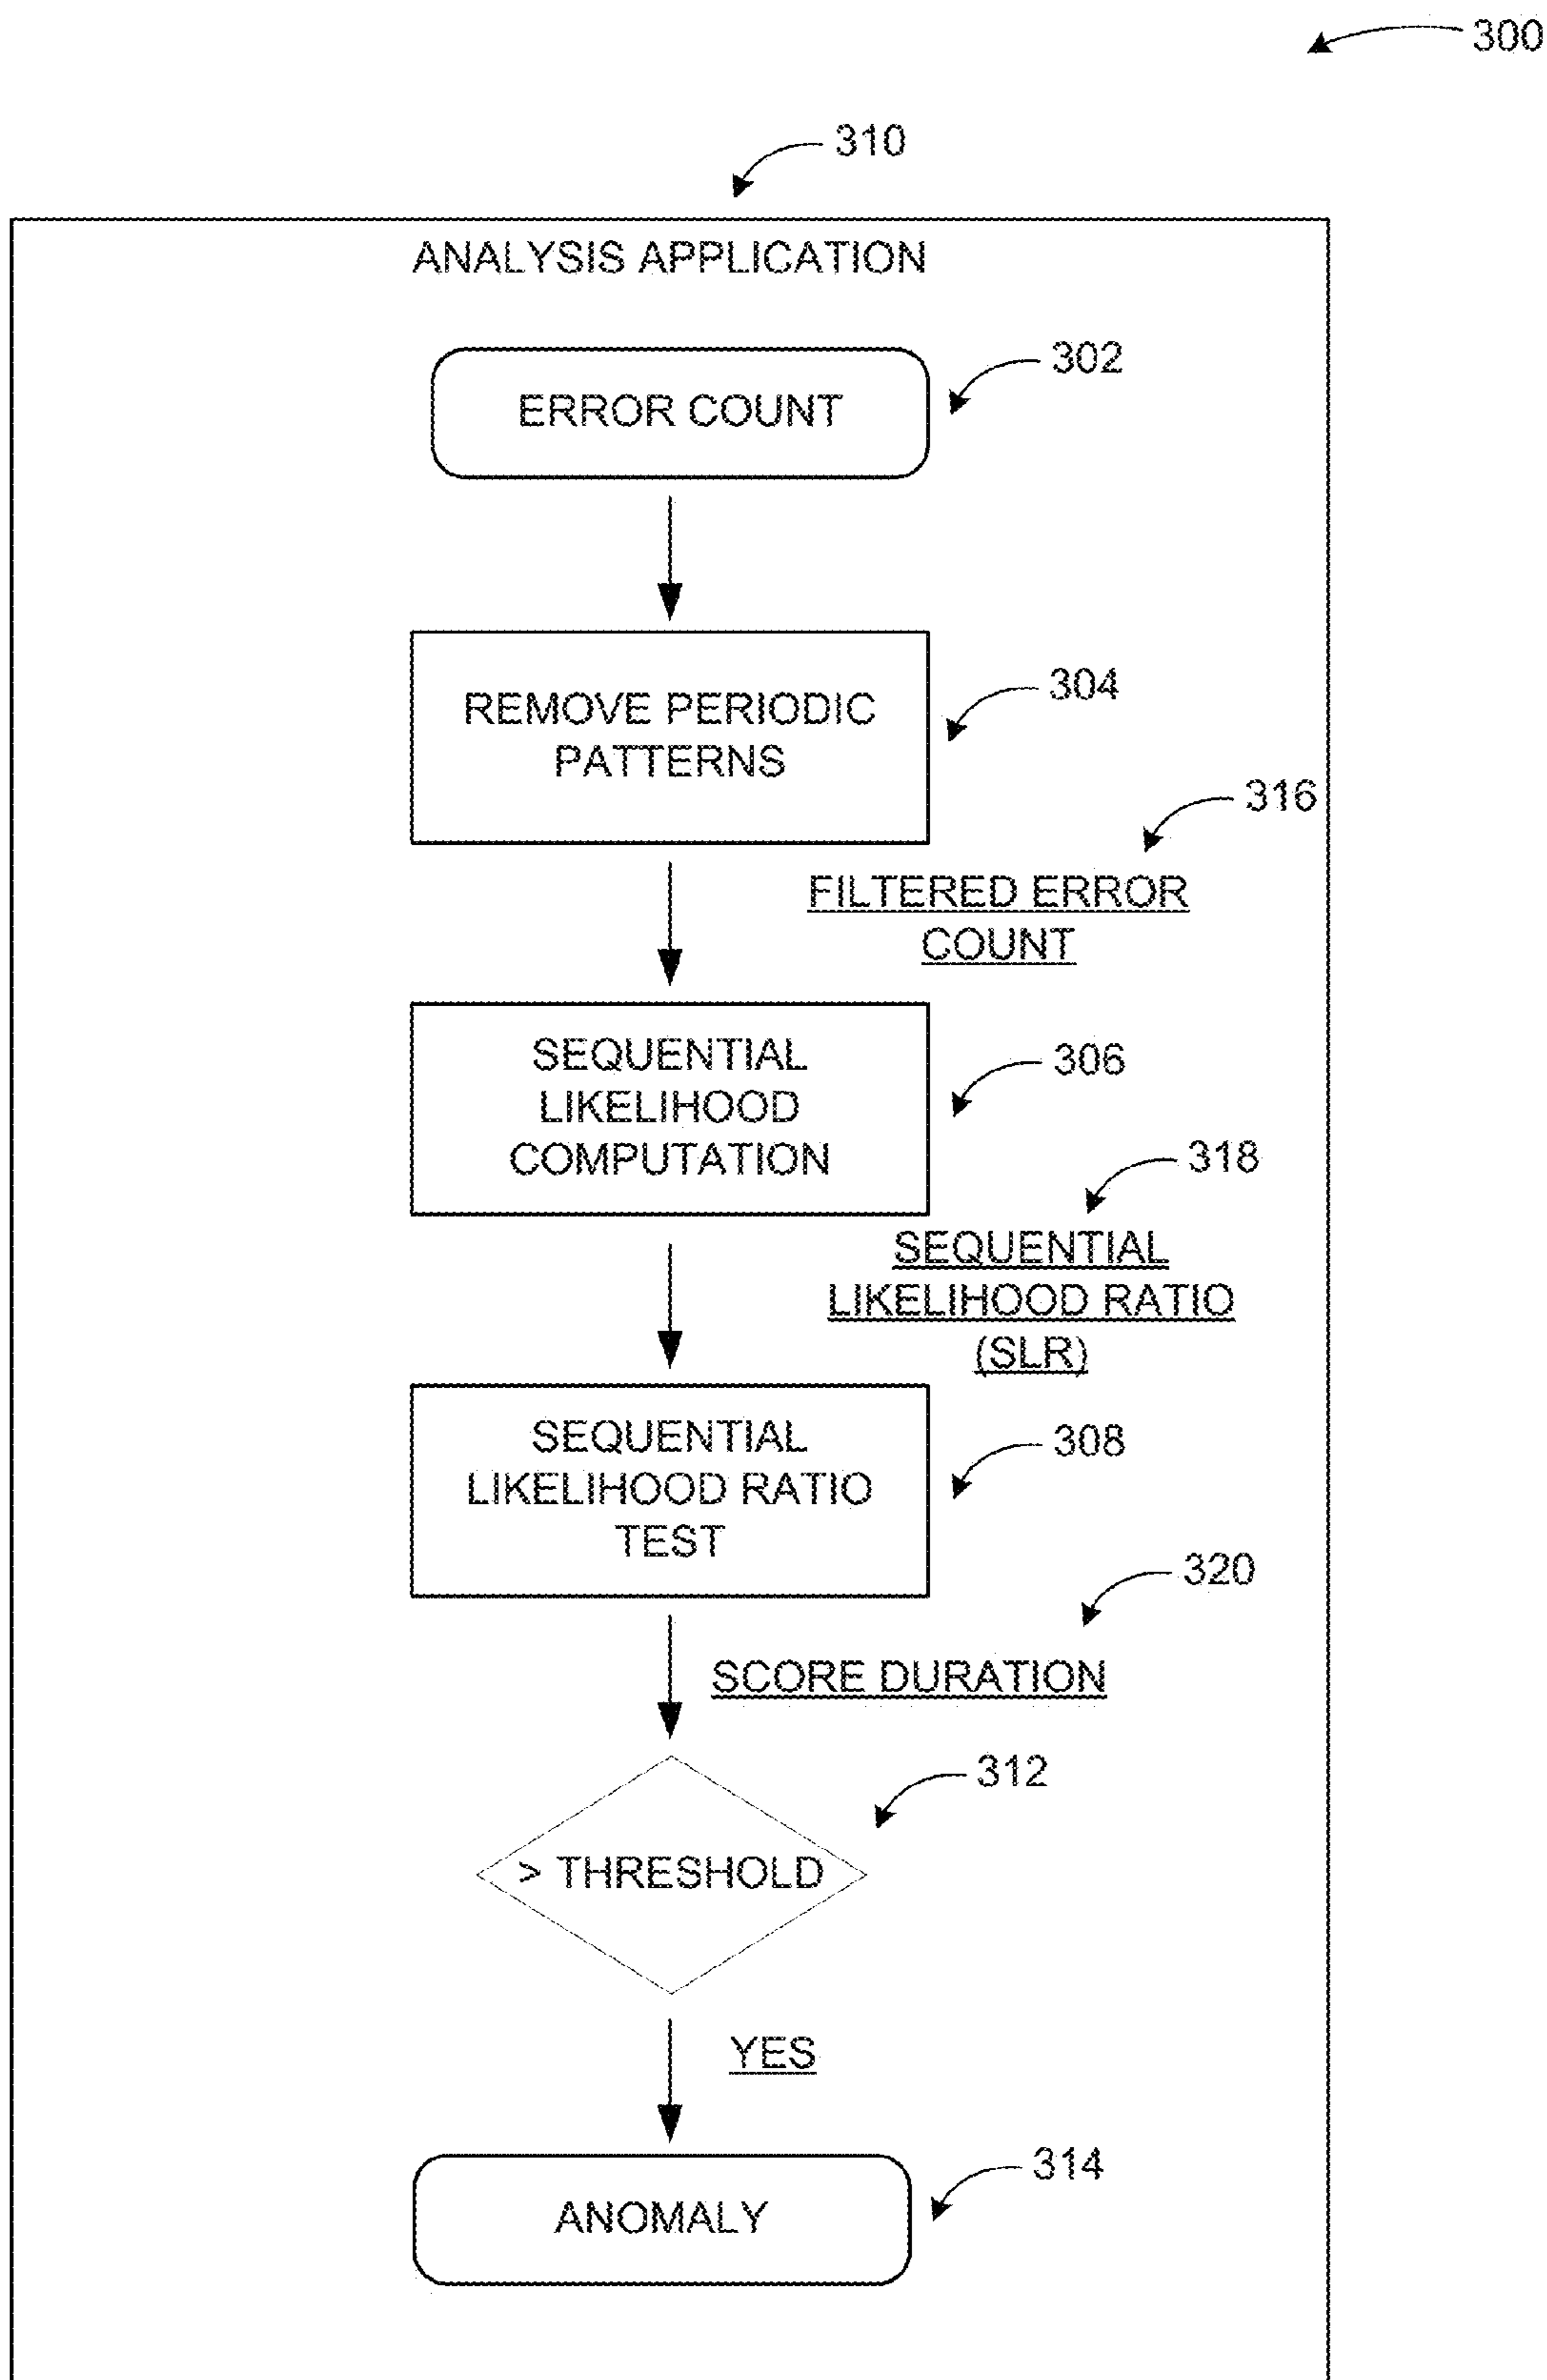 300
310
ANALYSIS APPLICATION
302
ERROR COUNT
304
REMOVE PERIODIC
PATTERNS
316
FILTERED ERROR
COUNT
306
SEQUENTIAL
LIKELIHOOD
COMPUTATION
318
SEQUENTIAL
LIKELIHOOD RATIO
(SLR)
308
SEQUENTIAL
LIKELIHOOD RATIO
TEST
320
SCORE DURATION
312
> THRESHOLD
YES
314
ANOMALY